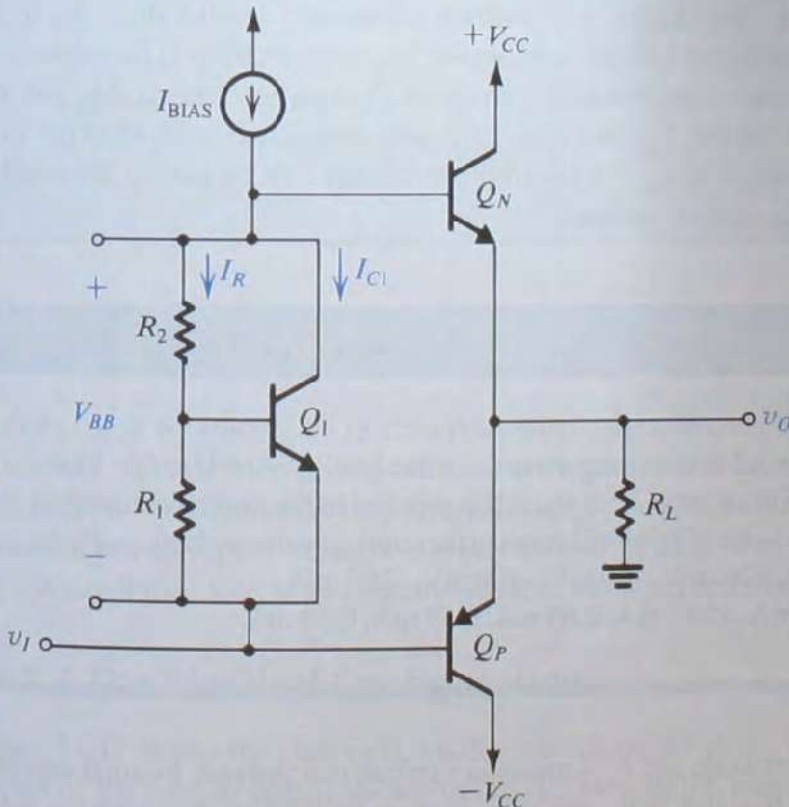 +V_CC
I_BIAS
Q_N
+
I_R
I_C1
R_2
V_BB
Q_1
v_O
R_1
R_L
−
v_I
Q_P
−V_CC